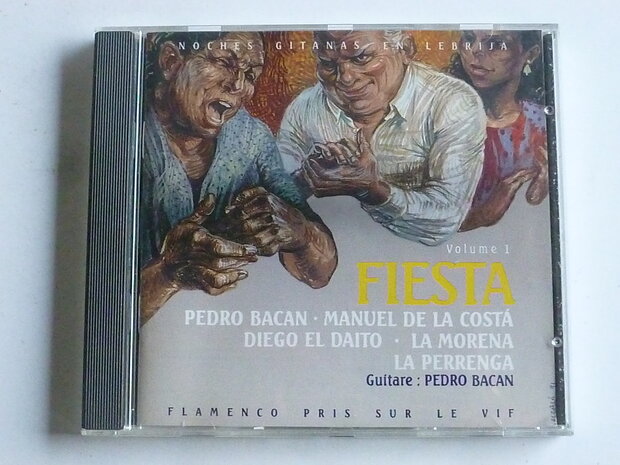 NOCHES GITANAS EN LEBRIJA
Volume 1
FIESTA
PEDRO BACAN · MANUEL DE LA COSTÁ
DIEGO EL DAITO · LA MORENA
LA PERRENGA
Guitare : PEDRO BACAN
FLAMENCO PRIS SUR LE VIF